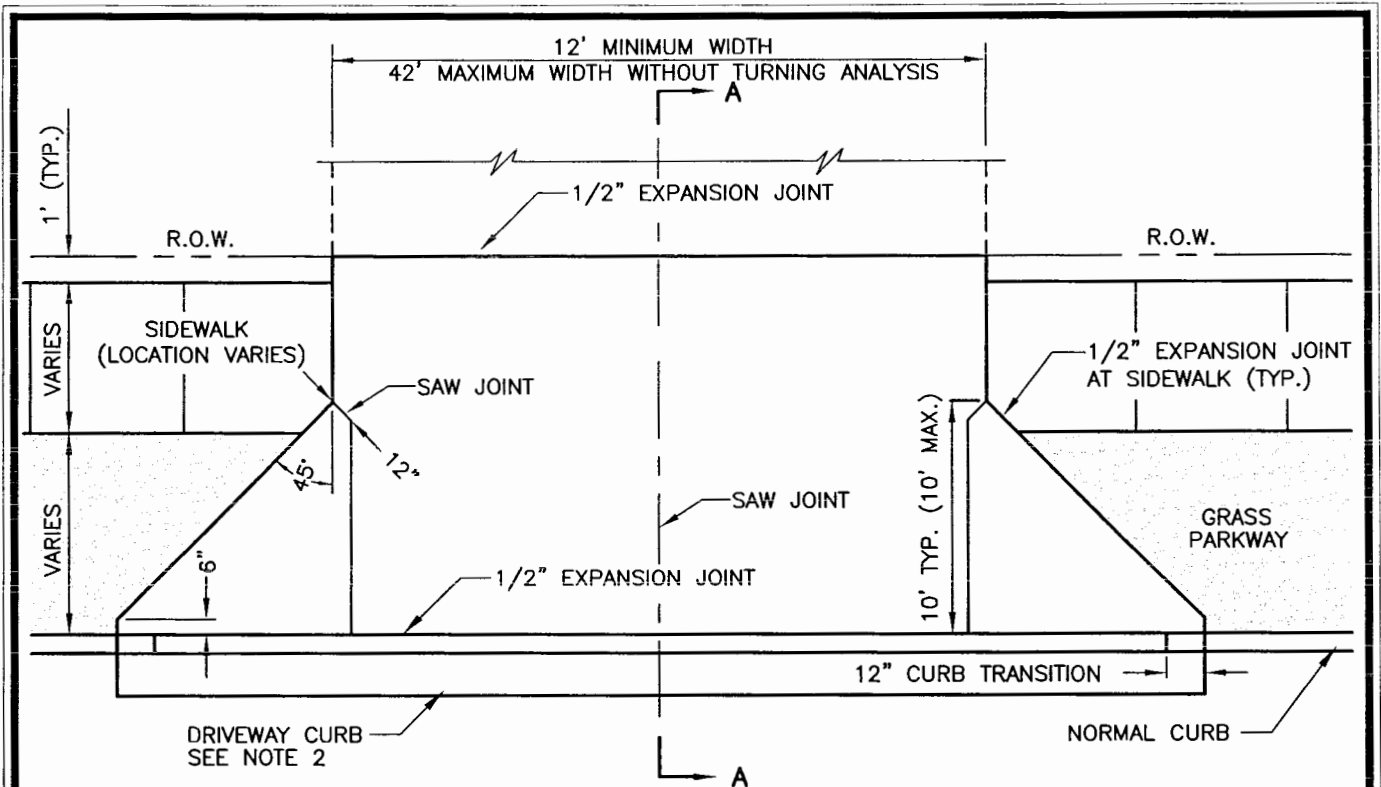 12' MINIMUM WIDTH
42' MAXIMUM WIDTH WITHOUT TURNING ANALYSIS
A
1' (TYP.)
1/2" EXPANSION JOINT
R.O.W.
R.O.W.
SIDEWALK
(LOCATION VARIES)
VARIES
SAW JOINT
1/2" EXPANSION JOINT
AT SIDEWALK (TYP.)
45°
12"
10' TYP. (10' MAX.)
SAW JOINT
GRASS
PARKWAY
VARIES
6"
1/2" EXPANSION JOINT
12" CURB TRANSITION
DRIVEWAY CURB
SEE NOTE 2
NORMAL CURB
A